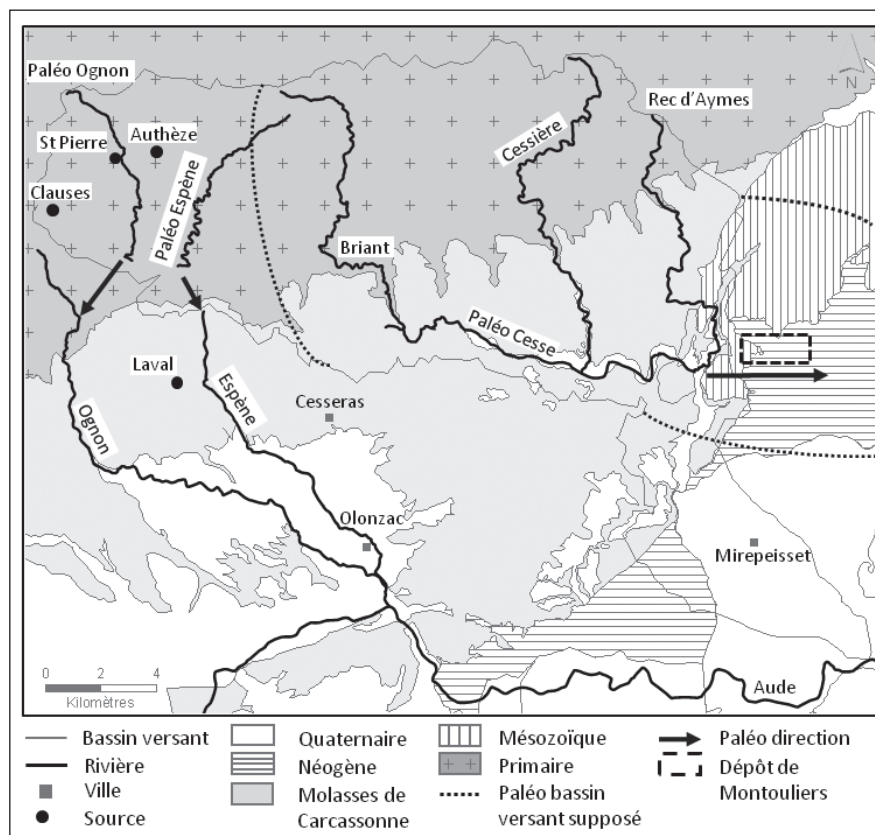 Paléo Ognon
N
Rec d'Aymes
St Pierre
Authèze
Cessière
Clauses
Paléo Espène
Briant
Paléo Cesse
Laval
Espène
Cesseras
Ognon
Olonzac
Mirepeisset
0 2 4
Kilomètres
Aude
Bassin versant
Quaternaire
Mésozoïque
Paléo direction
Rivière
Néogène
Primaire
Dépôt de
Montouliers
Ville
Molasses de
Carcassonne
Paléo bassin
versant supposé
Source